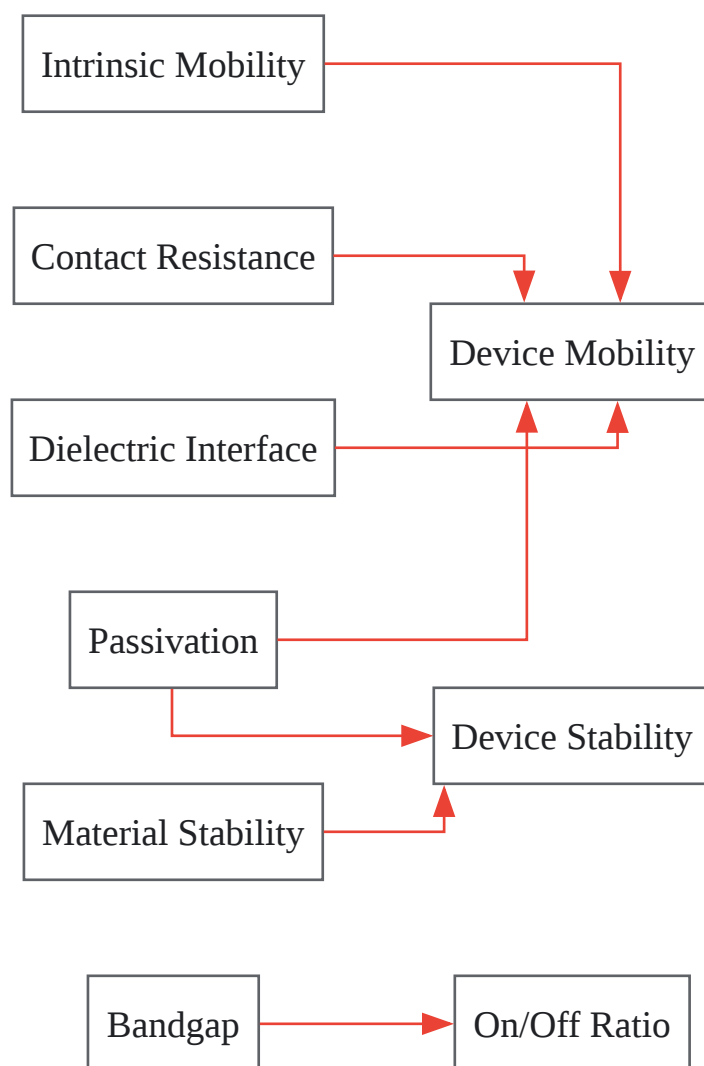 Intrinsic Mobility
Contact Resistance
Device Mobility
Dielectric Interface
Passivation
Device Stability
Material Stability
Bandgap
On/Off Ratio